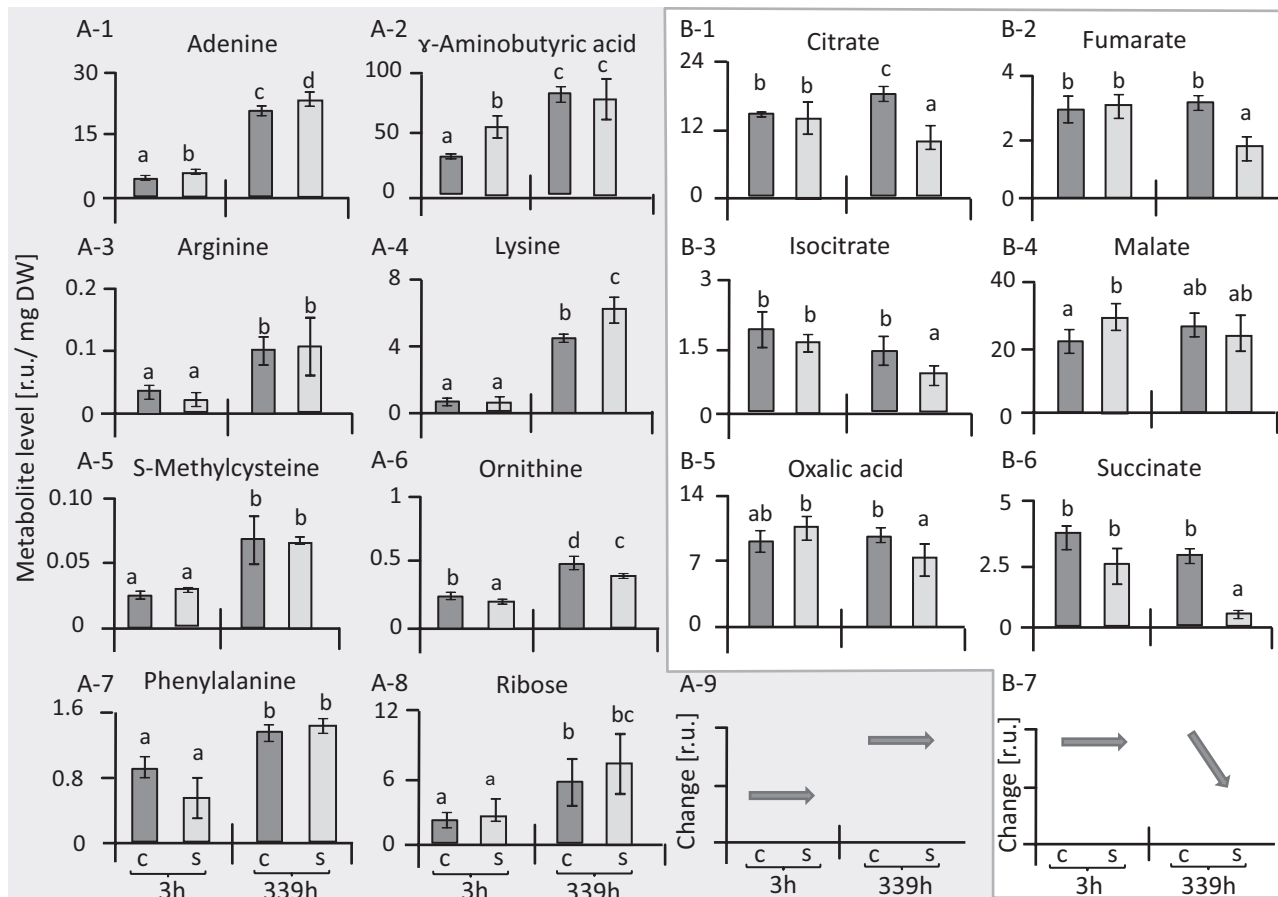 Metabolite level [r.u./ mg DW]
A-1
Adenine
30
15
0
a
b
c
d
A-2
ɤ-Aminobutyric acid
100
50
0
a
b
c
c
B-1
Citrate
24
12
0
b
b
c
a
B-2
Fumarate
4
2
0
b
b
b
a
A-3
Arginine
0.2
0.1
0
a
a
b
b
A-4
Lysine
8
4
0
a
a
b
c
B-3
Isocitrate
3
1.5
0
b
b
b
a
B-4
Malate
40
20
0
a
b
ab
ab
A-5
S-Methylcysteine
0.10
0.05
0
a
a
b
b
A-6
Ornithine
1
0.5
0
b
a
d
c
B-5
Oxalic acid
14
7
0
ab
b
b
a
B-6
Succinate
5
2.5
0
b
b
b
a
A-7
Phenylalanine
1.6
0.8
0
a
a
b
b
c s c s
3h 339h
A-8
Ribose
12
6
0
a
a
b
bc
c s c s
3h 339h
A-9
Change [r.u.]
c s c s
3h 339h
B-7
Change [r.u.]
c s c s
3h 339h